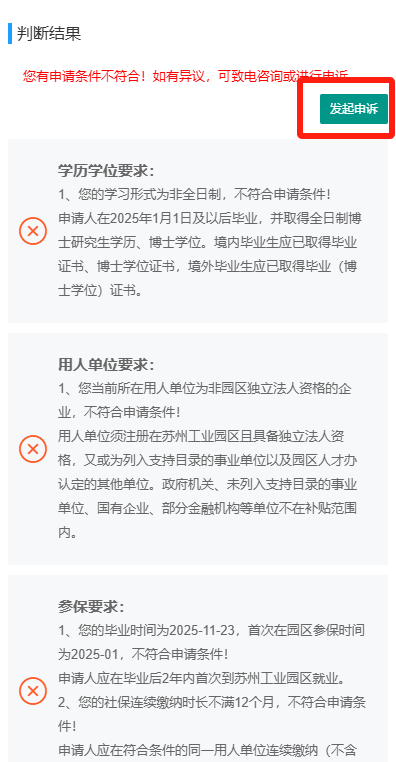 判断结果
您有申请条件不符合！如有异议，可致电咨询或进行申诉
发起申诉
学历学位要求：
1、您的学习形式为非全日制，不符合申请条件！
申请人在2025年1月1日及以后毕业，并取得全日制博
士研究生学历、博士学位。境内毕业生应已取得毕业
证书、博士学位证书，境外毕业生应已取得毕业（博
士学位）证书。
用人单位要求：
1、您当前所在用人单位为非园区独立法人资格的企
业，不符合申请条件！
用人单位须注册在苏州工业园区且具备独立法人资
格，又或为列入支持目录的事业单位以及园区人才办
认定的其他单位。政府机关、未列入支持目录的事业
单位、国有企业、部分金融机构等单位不在补贴范围
内。
参保要求：
1、您的毕业时间为2025-11-23，首次在园区参保时间
为2025-01，不符合申请条件！
申请人应在毕业后2年内首次到苏州工业园区就业。
2、您的社保连续缴纳时长不满12个月，不符合申请条
件！
申请人应在符合条件的同一用人单位连续缴纳（不含